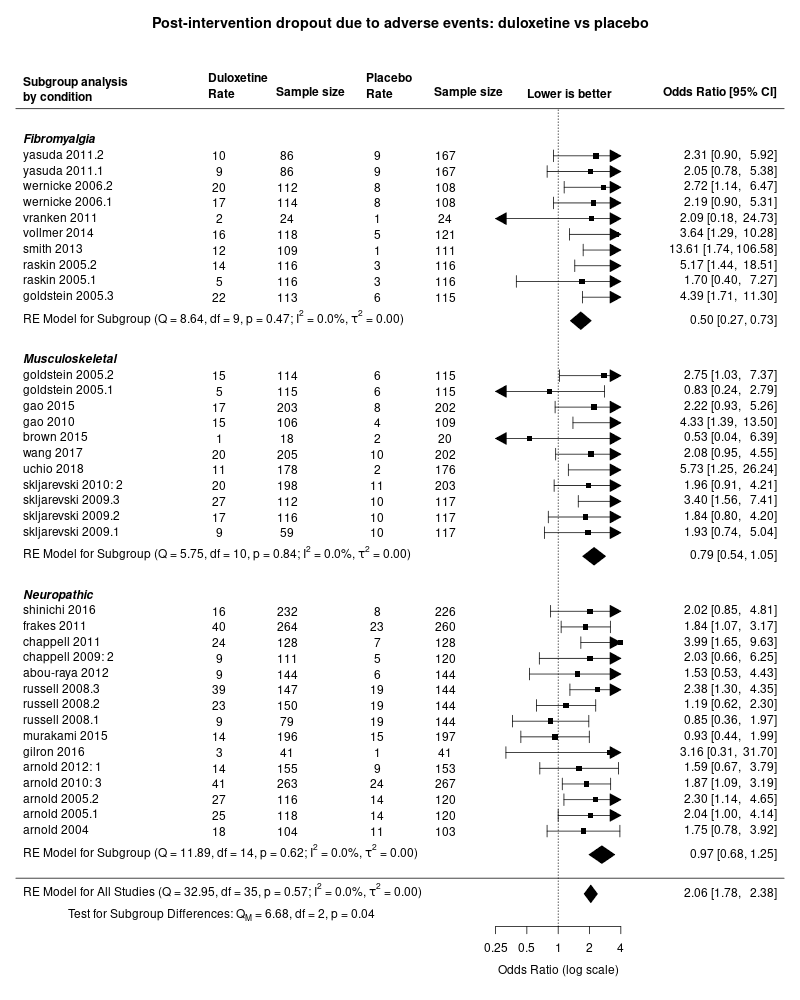 Post-intervention dropout due to adverse events: duloxetine vs placebo
Subgroup analysis by condition Duloxetine Rate Sample size Placebo Rate Sample size Lower is better Odds Ratio [95% CI]
Fibromyalgia
yasuda 2011.2 10 86 9 167 2.31 [0.90, 5.92]
yasuda 2011.1 9 86 9 167 2.05 [0.78, 5.38]
wernicke 2006.2 20 112 8 108 2.72 [1.14, 6.47]
wernicke 2006.1 17 114 8 108 2.19 [0.90, 5.31]
vranken 2011 2 24 1 24 2.09 [0.18, 24.73]
vollmer 2014 16 118 5 121 3.64 [1.29, 10.28]
smith 2013 12 109 1 111 13.61 [1.74, 106.58]
raskin 2005.2 14 116 3 116 5.17 [1.44, 18.51]
raskin 2005.1 5 116 3 116 1.70 [0.40, 7.27]
goldstein 2005.3 22 113 6 115 4.39 [1.71, 11.30]
RE Model for Subgroup (Q = 8.64, df = 9, p = 0.47; I² = 0.0%, τ² = 0.00) 0.50 [0.27, 0.73]
Musculoskeletal
goldstein 2005.2 15 114 6 115 2.75 [1.03, 7.37]
goldstein 2005.1 5 115 6 115 0.83 [0.24, 2.79]
gao 2015 17 203 8 202 2.22 [0.93, 5.26]
gao 2010 15 106 4 109 4.33 [1.39, 13.50]
brown 2015 1 18 2 20 0.53 [0.04, 6.39]
wang 2017 20 205 10 202 2.08 [0.95, 4.55]
uchio 2018 11 178 2 176 5.73 [1.25, 26.24]
skljarevski 2010: 2 20 198 11 203 1.96 [0.91, 4.21]
skljarevski 2009.3 27 112 10 117 3.40 [1.56, 7.41]
skljarevski 2009.2 17 116 10 117 1.84 [0.80, 4.20]
skljarevski 2009.1 9 59 10 117 1.93 [0.74, 5.04]
RE Model for Subgroup (Q = 5.75, df = 10, p = 0.84; I² = 0.0%, τ² = 0.00) 0.79 [0.54, 1.05]
Neuropathic
shinichi 2016 16 232 8 226 2.02 [0.85, 4.81]
frakes 2011 40 264 23 260 1.84 [1.07, 3.17]
chappell 2011 24 128 7 128 3.99 [1.65, 9.63]
chappell 2009: 2 9 111 5 120 2.03 [0.66, 6.25]
abou-raya 2012 9 144 6 144 1.53 [0.53, 4.43]
russell 2008.3 39 147 19 144 2.38 [1.30, 4.35]
russell 2008.2 23 150 19 144 1.19 [0.62, 2.30]
russell 2008.1 9 79 19 144 0.85 [0.36, 1.97]
murakami 2015 14 196 15 197 0.93 [0.44, 1.99]
gilron 2016 3 41 1 41 3.16 [0.31, 31.70]
arnold 2012: 1 14 155 9 153 1.59 [0.67, 3.79]
arnold 2010: 3 41 263 24 267 1.87 [1.09, 3.19]
arnold 2005.2 27 116 14 120 2.30 [1.14, 4.65]
arnold 2005.1 25 118 14 120 2.04 [1.00, 4.14]
arnold 2004 18 104 11 103 1.75 [0.78, 3.92]
RE Model for Subgroup (Q = 11.89, df = 14, p = 0.62; I² = 0.0%, τ² = 0.00) 0.97 [0.68, 1.25]
RE Model for All Studies (Q = 32.95, df = 35, p = 0.57; I² = 0.0%, τ² = 0.00) 2.06 [1.78, 2.38]
Test for Subgroup Differences: QM = 6.68, df = 2, p = 0.04
0.25 0.5 1 2 4
Odds Ratio (log scale)